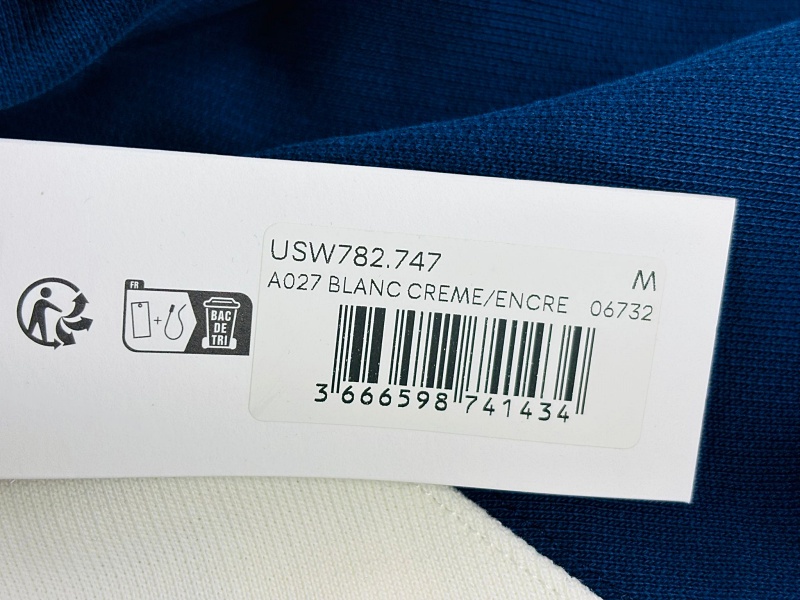 USW782.747
M
A027 BLANC CREME/ENCRE 06732
3 666598 741434
FR
+
BAC
DE
TRI